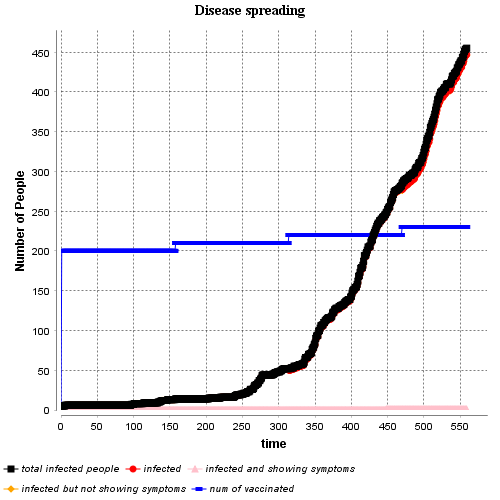 Disease spreading
Number of People
450
400
350
300
250
200
150
100
50
0
0 50 100 150 200 250 300 350 400 450 500 550
time
total infected people infected infected and showing symptoms
infected but not showing symptoms num of vaccinated